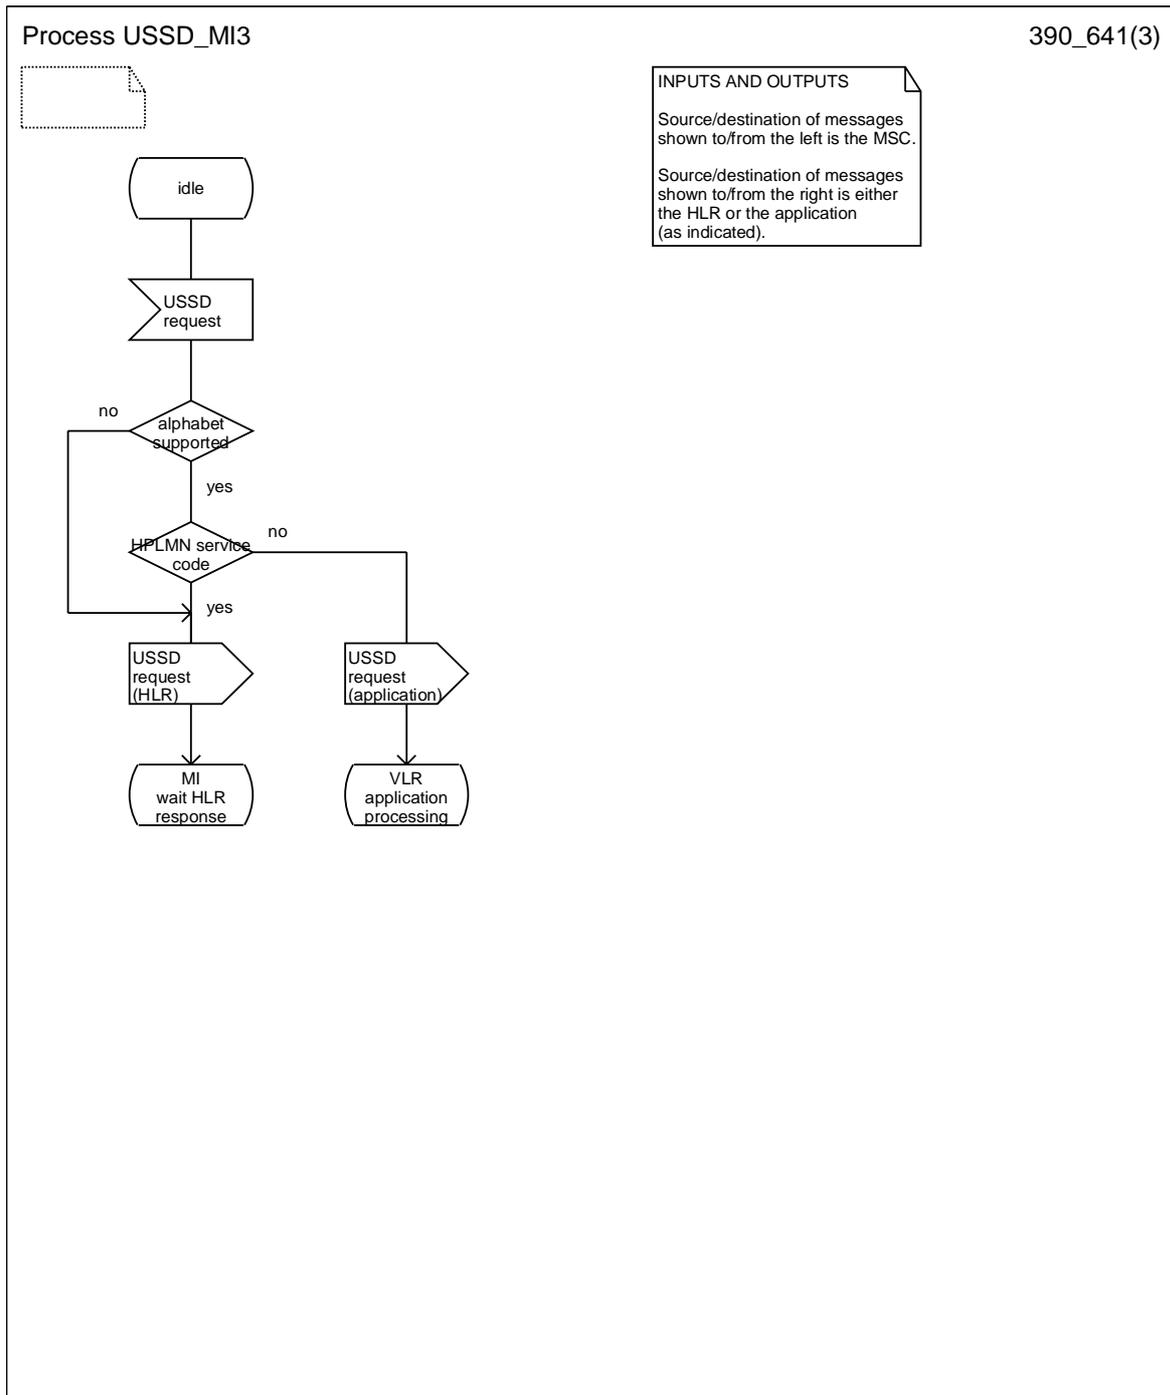 Process USSD_MI3
390_641(3)
INPUTS AND OUTPUTS
Source/destination of messages
shown to/from the left is the MSC.
Source/destination of messages
shown to/from the right is either
the HLR or the application
(as indicated).
idle
USSD
request
no
alphabet
supported
yes
no
HPLMN service
code
yes
USSD
request
(HLR)
USSD
request
(application)
MI
wait HLR
response
VLR
application
processing